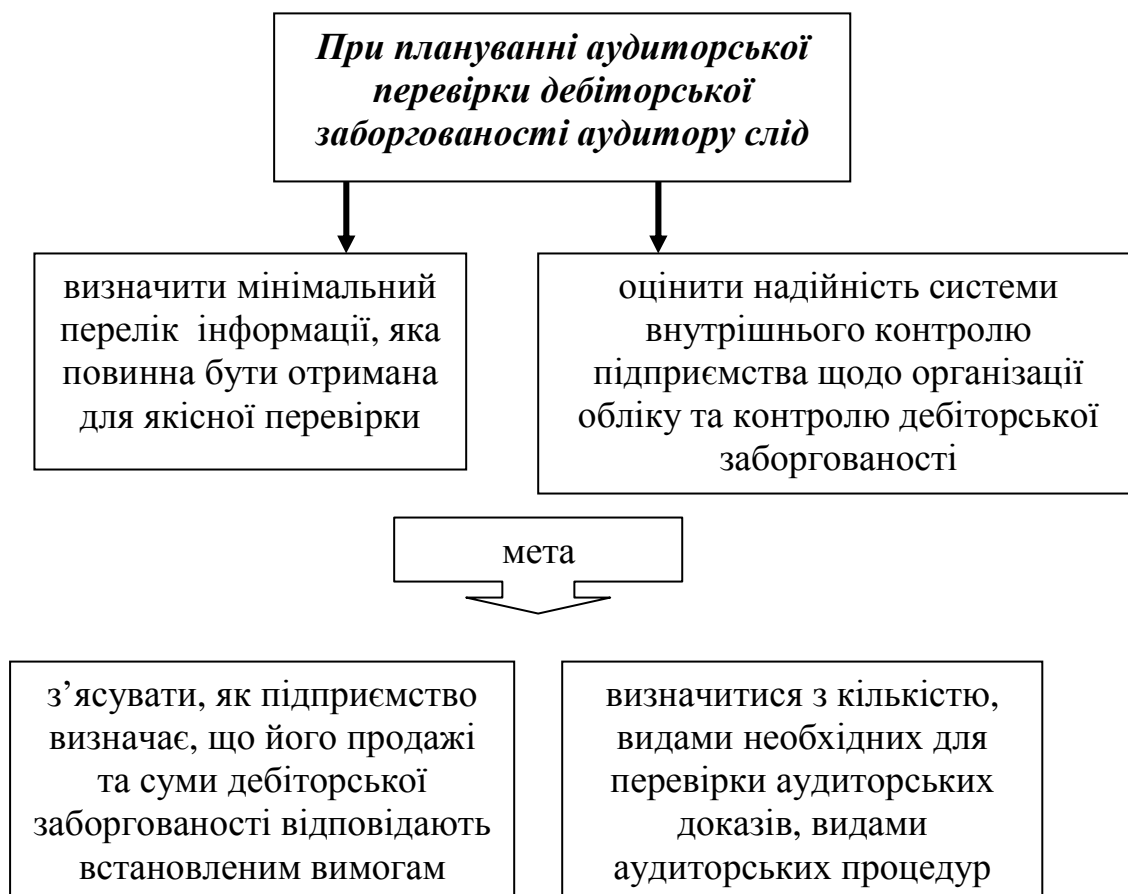 При плануванні аудиторської
перевірки дебіторської
заборгованості аудитору слід
визначити мінімальний
перелік інформації, яка
повинна бути отримана
для якісної перевірки
оцінити надійність системи
внутрішнього контролю
підприємства щодо організації
обліку та контролю дебіторської
заборгованості
мета
з’ясувати, як підприємство
визначає, що його продажі
та суми дебіторської
заборгованості відповідають
встановленим вимогам
визначитися з кількістю,
видами необхідних для
перевірки аудиторських
доказів, видами
аудиторських процедур